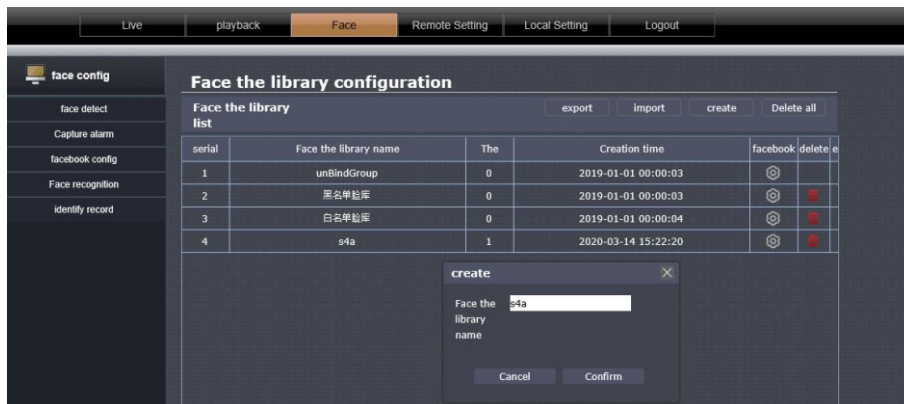 Live playback Face Remote Setting Local Setting Logout
face config
face detect
Capture alarm
facebook config
Face recognition
identify record
Face the library configuration
Face the library
list
export import create Delete all
serial Face the library name The Creation time facebook delete e
1 unBindGroup 0 2019-01-01 00:00:03
2 黑名单脸库 0 2019-01-01 00:00:03
3 白名单脸库 0 2019-01-01 00:00:04
4 s4a 1 2020-03-14 15:22:20
create
Face the s4a
library
name
Cancel Confirm